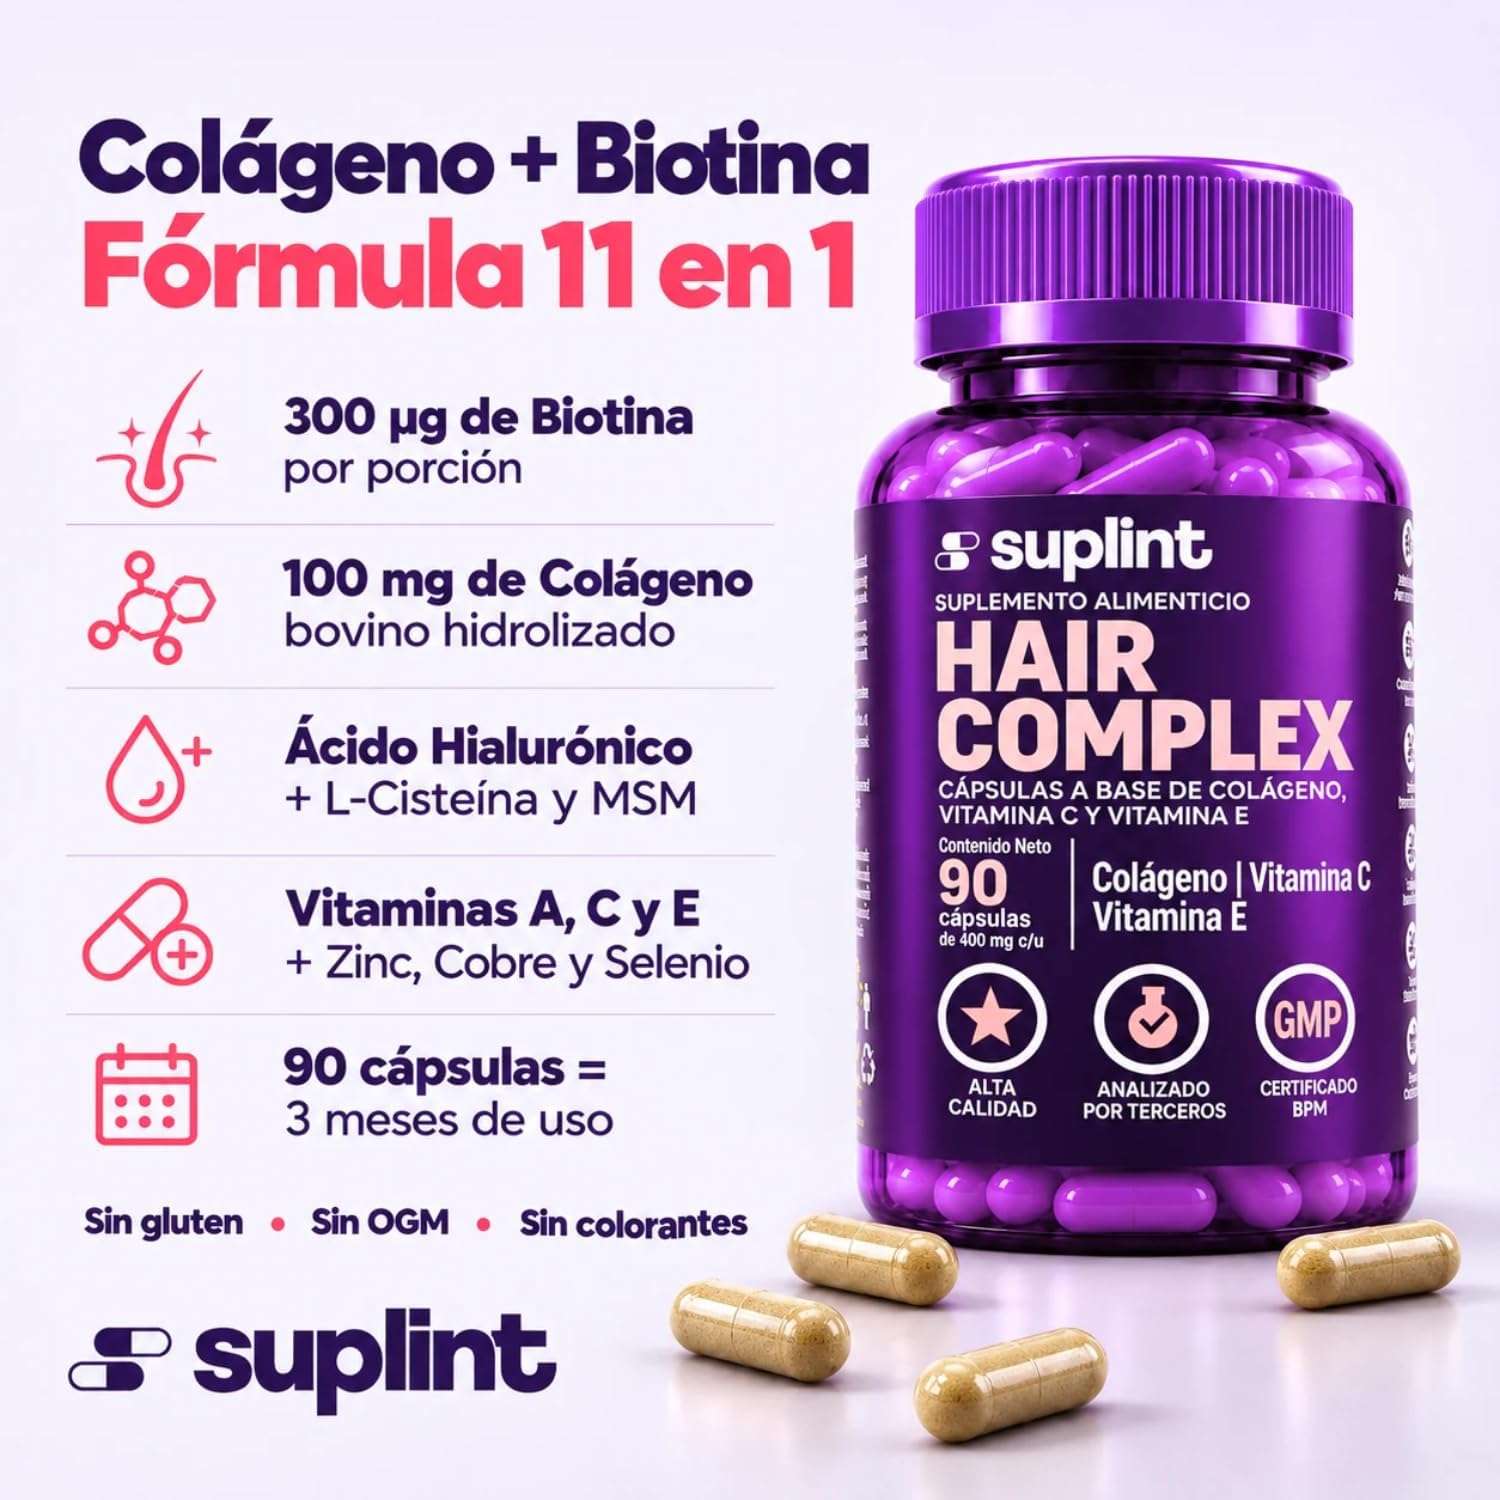 Colágeno + Biotina
Fórmula 11 en 1
300 µg de Biotina
por porción
100 mg de Colágeno
bovino hidrolizado
Ácido Hialurónico
+ L-Cisteína y MSM
Vitaminas A, C y E
+ Zinc, Cobre y Selenio
90 cápsulas =
3 meses de uso
Sin gluten • Sin OGM • Sin colorantes
suplint
suplint
SUPLEMENTO ALIMENTICIO
HAIR
COMPLEX
CÁPSULAS A BASE DE COLÁGENO,
VITAMINA C Y VITAMINA E
Contenido Neto
90
cápsulas
de 400 mg c/u
Colágeno | Vitamina C
Vitamina E
ALTA
CALIDAD
ANALIZADO
POR TERCEROS
GMP
CERTIFICADO
BPM